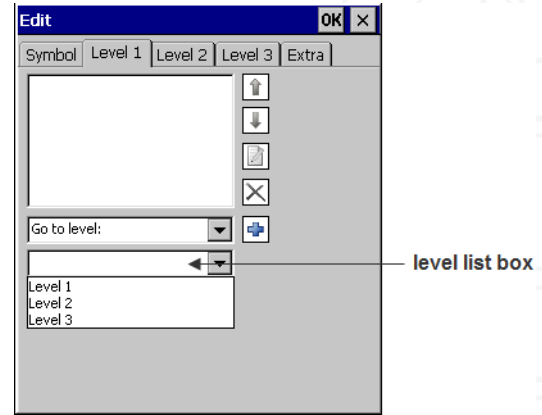 Edit OK ×
Symbol Level 1 Level 2 Level 3 Extra
Go to level:
level list box
Level 1
Level 2
Level 3